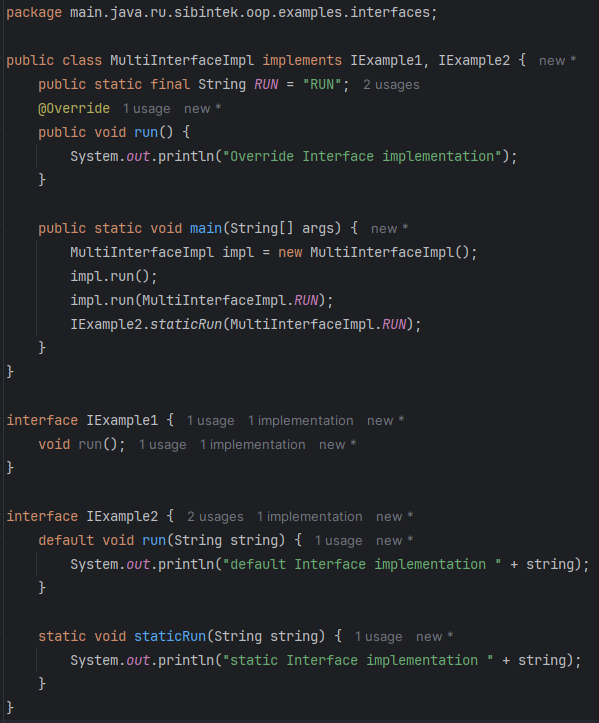 package main.java.ru.sibintek.oop.examples.interfaces;
public class MultiInterfaceImpl implements IExample1, IExample2 { new *
public static final String RUN = "RUN"; 2 usages
@Override 1 usage new *
public void run() {
System.out.println("Override Interface implementation");
}
public static void main(String[] args) { new *
MultiInterfaceImpl impl = new MultiInterfaceImpl();
impl.run();
impl.run(MultiInterfaceImpl.RUN);
IExample2.staticRun(MultiInterfaceImpl.RUN);
}
}
interface IExample1 { 1 usage 1 implementation new *
void run(); 1 usage 1 implementation new *
}
interface IExample2 { 2 usages 1 implementation new *
default void run(String string) { 1 usage new *
System.out.println("default Interface implementation " + string);
}
static void staticRun(String string) { 1 usage new *
System.out.println("static Interface implementation " + string);
}
}